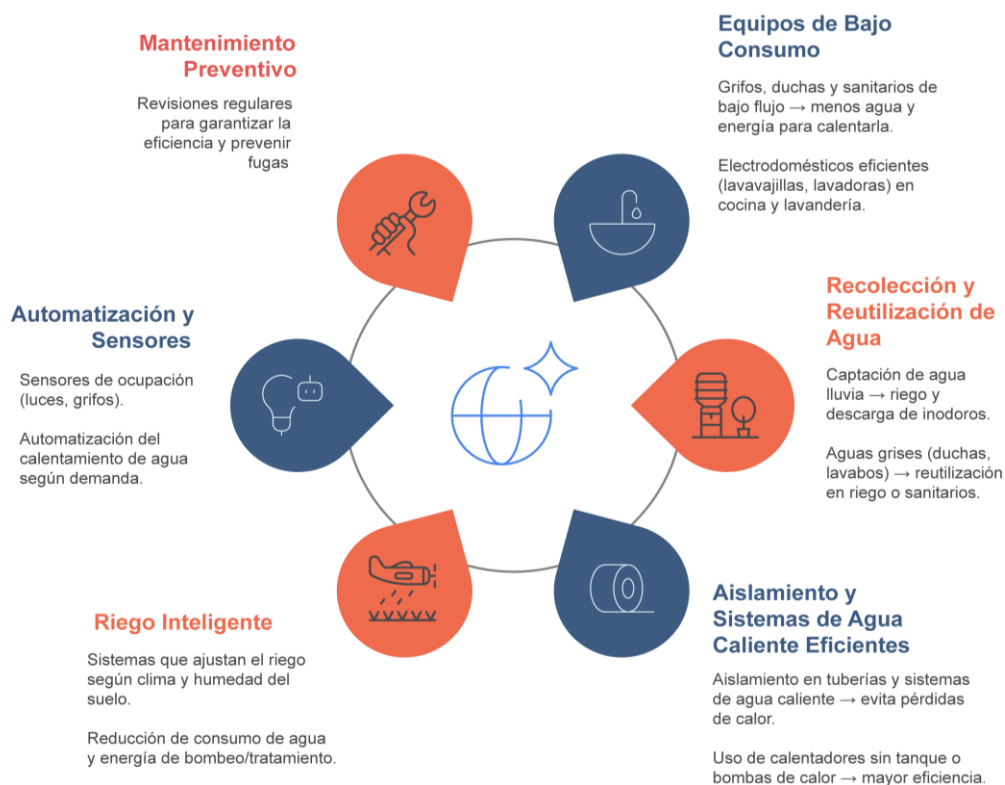 Mantenimiento
Preventivo
Revisiones regulares
para garantizar la
eficiencia y prevenir
fugas
Equipos de Bajo
Consumo
Grifos, duchas y sanitarios de
bajo flujo → menos agua y
energía para calentarla.
Electrodomésticos eficientes
(lavavajillas, lavadoras) en
cocina y lavandería.
Automatización y
Sensores
Sensores de ocupación
(luces, grifos).
Automatización del
calentamiento de agua
según demanda.
Recolección y
Reutilización de
Agua
Captación de agua
lluvia → riego y
descarga de inodoros.
Aguas grises (duchas,
lavabos) → reutilización
en riego o sanitarios.
Riego Inteligente
Sistemas que ajustan el riego
según clima y humedad del
suelo.
Reducción de consumo de agua
y energía de bombeo/tratamiento.
Aislamiento y
Sistemas de Agua
Caliente Eficientes
Aislamiento en tuberías y sistemas
de agua caliente → evita pérdidas
de calor.
Uso de calentadores sin tanque o
bombas de calor → mayor eficiencia.